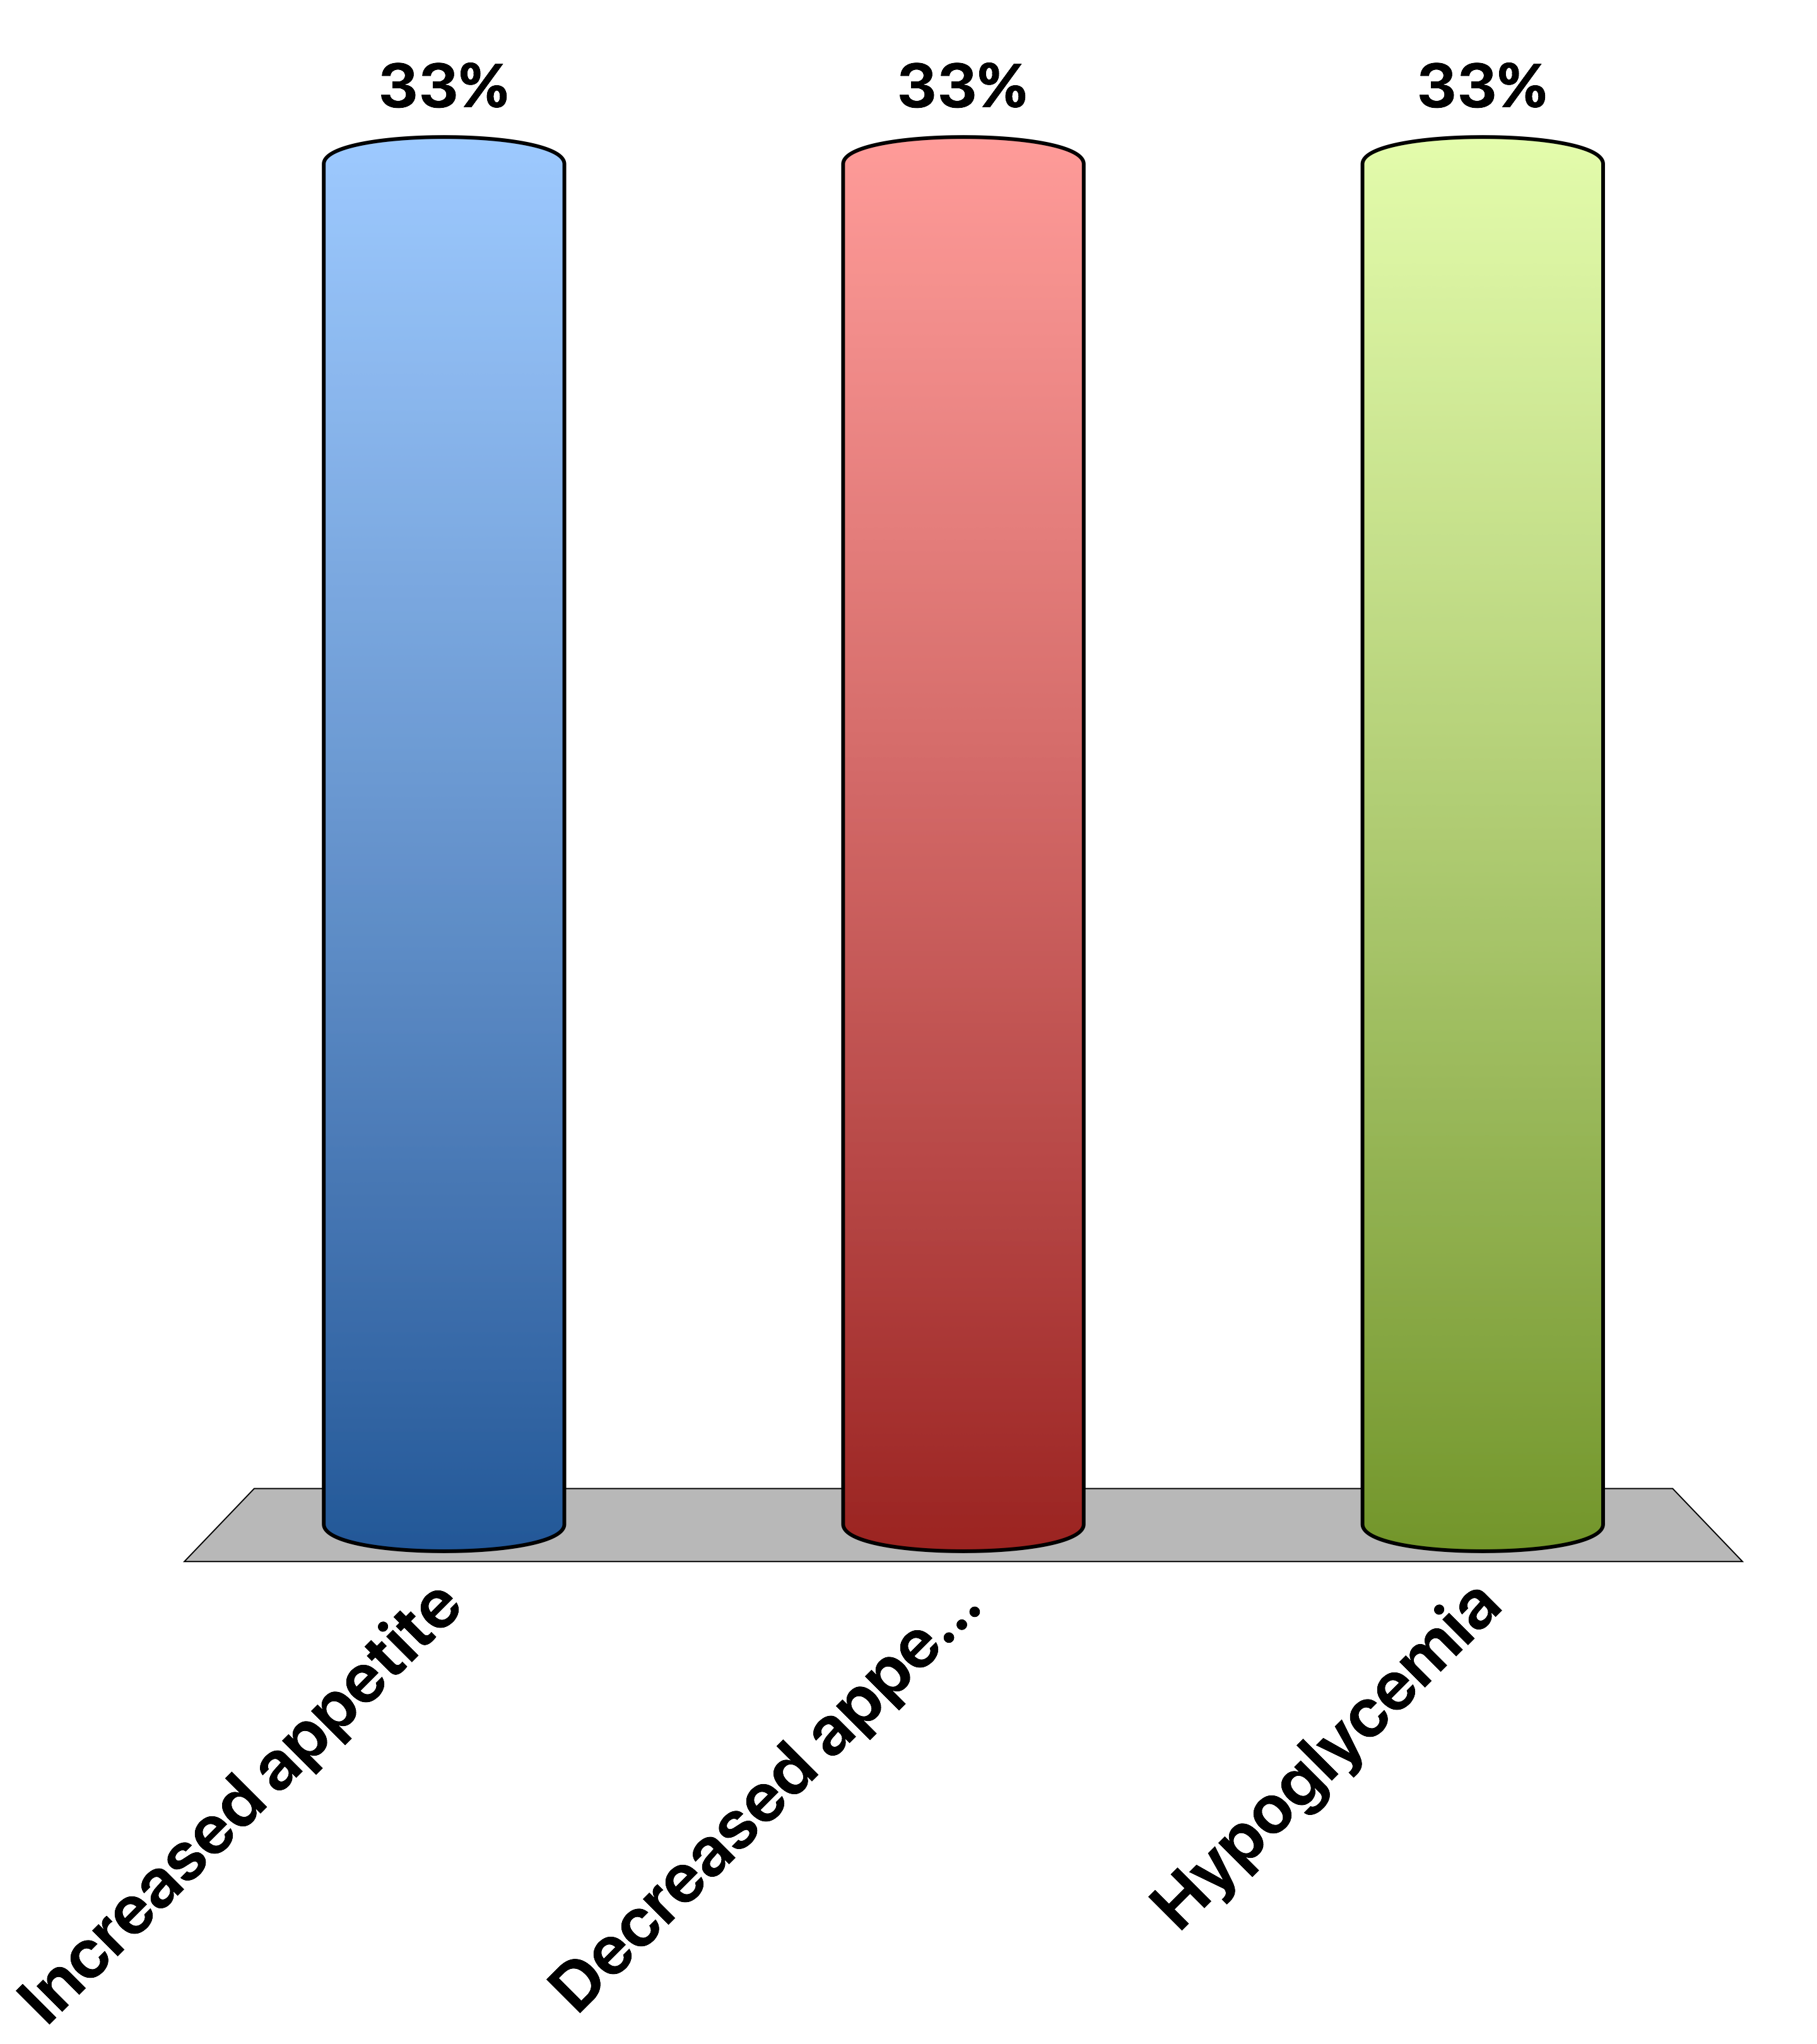 33%
33%
33%
Increased appetite
Decreased appe...
Hypoglycemia